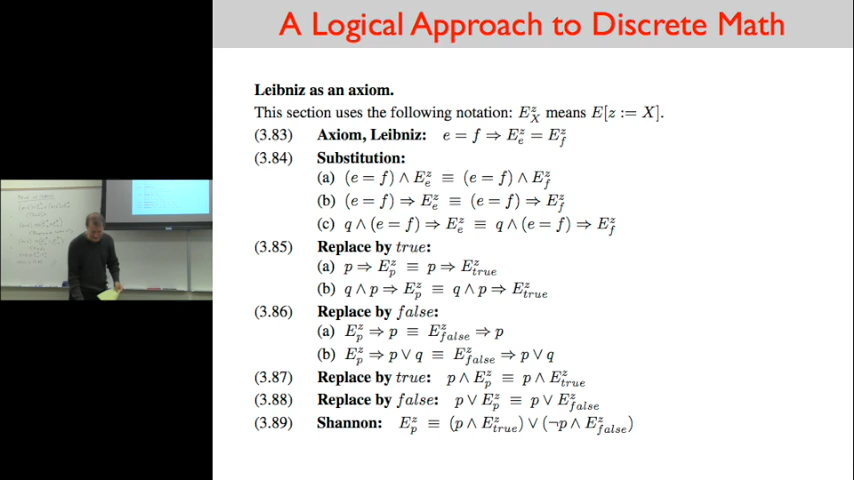 A Logical Approach to Discrete Math
Leibniz as an axiom.
This section uses the following notation: E^z_X means E[z := X].
(3.83) Axiom, Leibniz: e = f ⇒ E^z_e = E^z_f
(3.84) Substitution:
(a) (e = f) ∧ E^z_e ≡ (e = f) ∧ E^z_f
(b) (e = f) ⇒ E^z_e ≡ (e = f) ⇒ E^z_f
(c) q ∧ (e = f) ⇒ E^z_e ≡ q ∧ (e = f) ⇒ E^z_f
(3.85) Replace by true:
(a) p ⇒ E^z_p ≡ p ⇒ E^z_true
(b) q ∧ p ⇒ E^z_p ≡ q ∧ p ⇒ E^z_true
(3.86) Replace by false:
(a) E^z_p ⇒ p ≡ E^z_false ⇒ p
(b) E^z_p ⇒ p ∨ q ≡ E^z_false ⇒ p ∨ q
(3.87) Replace by true: p ∧ E^z_p ≡ p ∧ E^z_true
(3.88) Replace by false: p ∨ E^z_p ≡ p ∨ E^z_false
(3.89) Shannon: E^z_p ≡ (p ∧ E^z_true) ∨ (¬p ∧ E^z_false)